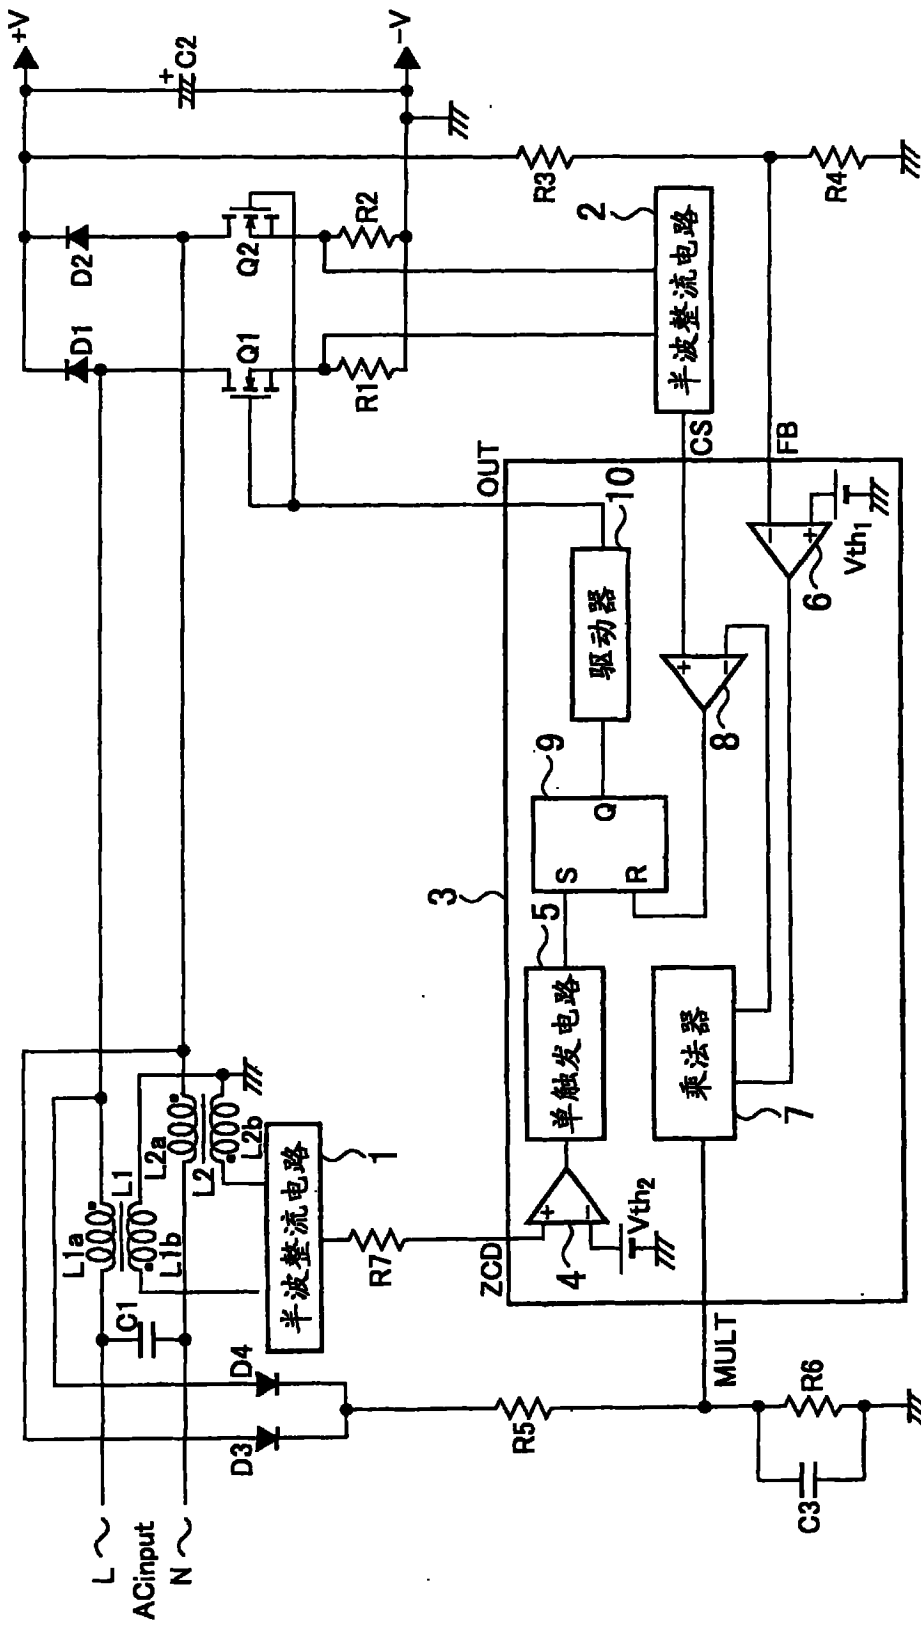 L
ACinput
N
C1
L1a
L1
L1b
L2a
L2
L2b
D3
D4
D1
D2
+V
+
C2
−V
Q1
Q2
R1
R2
R3
R4
半波整流电路
1
半波整流电路
2
R7
R5
ZCD
3
OUT
CS
FB
+
−
4
Vth2
单触发电路
5
S
R
Q
9
驱动器
10
+
−
8
−
+
6
Vth1
乘法器
7
MULT
R6
C3